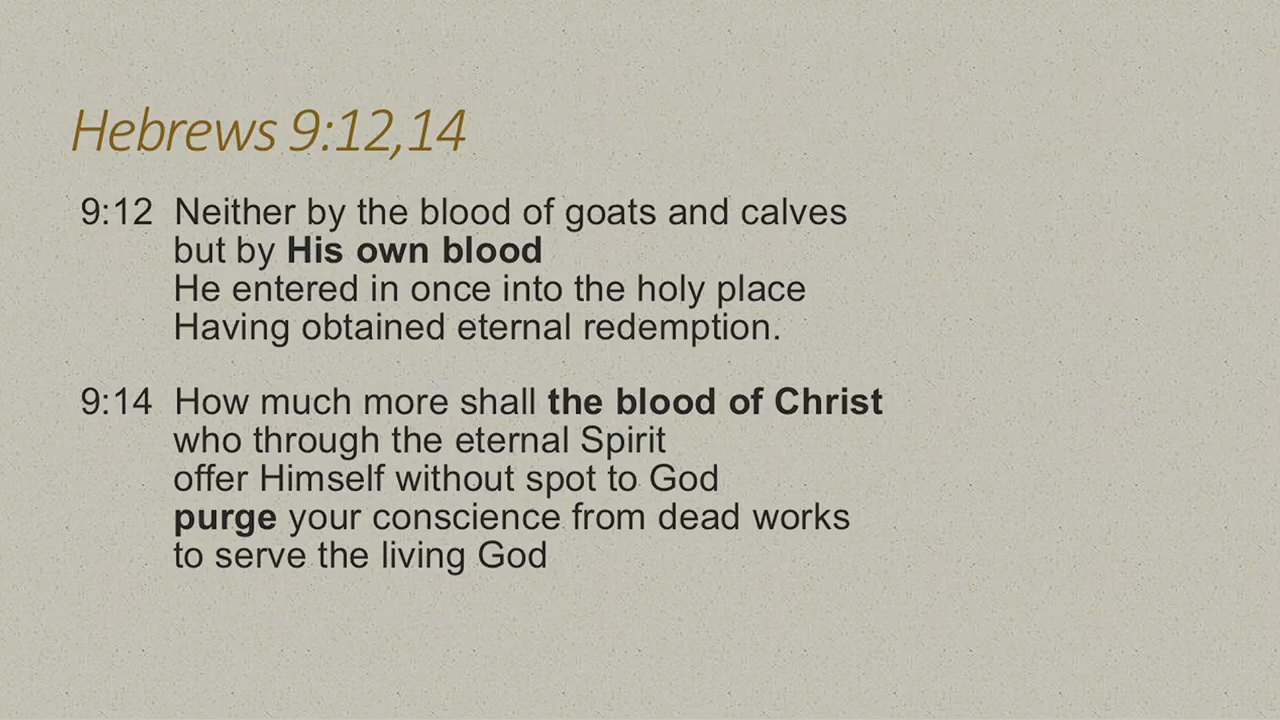 Hebrews 9:12,14
9:12 Neither by the blood of goats and calves
but by His own blood
He entered in once into the holy place
Having obtained eternal redemption.
9:14 How much more shall the blood of Christ
who through the eternal Spirit
offer Himself without spot to God
purge your conscience from dead works
to serve the living God